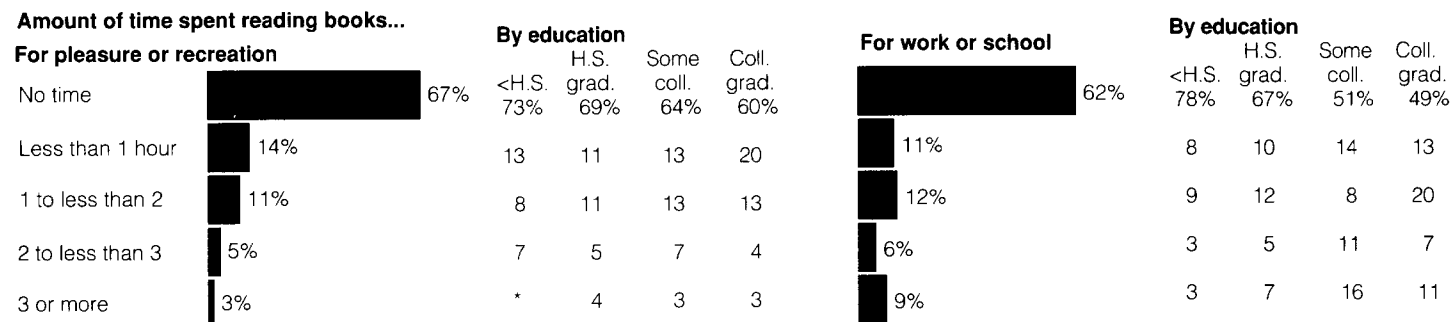 Amount of time spent reading books...
For pleasure or recreation
By education
<H.S. H.S. grad. Some coll. Coll. grad.
No time 67% 73% 69% 64% 60%
Less than 1 hour 14% 13 11 13 20
1 to less than 2 11% 8 11 13 13
2 to less than 3 5% 7 5 7 4
3 or more 3% * 4 3 3
For work or school
By education
<H.S. H.S. grad. Some coll. Coll. grad.
62% 78% 67% 51% 49%
11% 8 10 14 13
12% 9 12 8 20
6% 3 5 11 7
9% 3 7 16 11